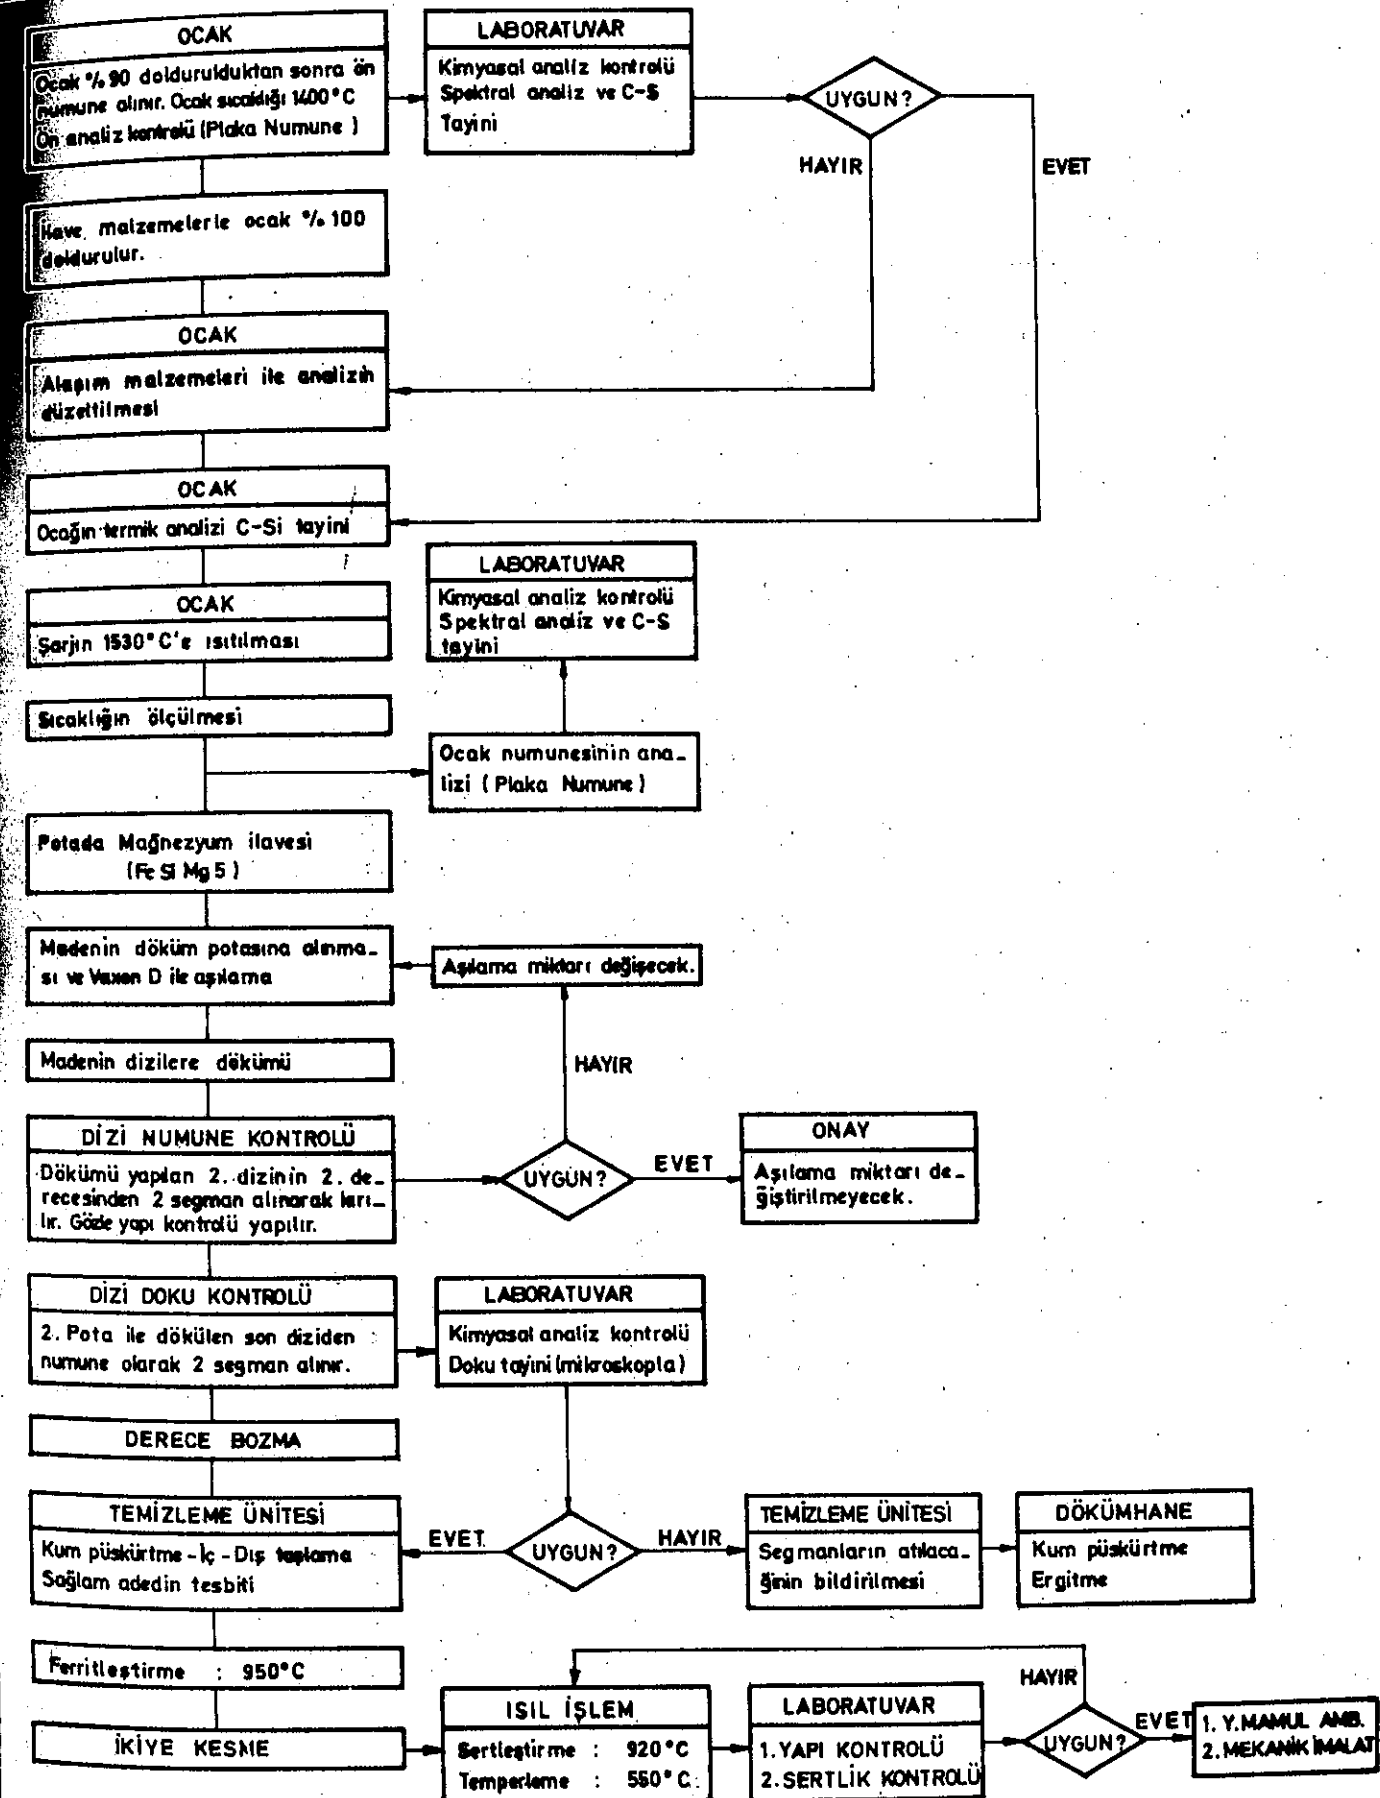 OCAK
Ocak % 90 doldurulduktan sonra ön
numune alınır. Ocak sıcaklığı 1400°C
Ön analiz kontrolü (Plaka Numune)
LABORATUVAR
Kimyasal analiz kontrolü
Spektral analiz ve C-S
Tayini
UYGUN?
HAYIR
EVET
İlave malzemelerle ocak % 100
doldurulur.
OCAK
Alaşım malzemeleri ile analizin
düzeltilmesi
OCAK
Ocağın termik analizi C-Si tayini
LABORATUVAR
Kimyasal analiz kontrolü
Spektral analiz ve C-S
tayini
OCAK
Şarjın 1530°C'e ısıtılması
Sıcaklığın ölçülmesi
Ocak numunesinin ana_
lizi (Plaka Numune)
Potada Mağnezyum ilavesi
(Fe Si Mg 5)
Madenin döküm potasına alınma_
sı ve Vaxen D ile aşılama
Aşılama miktarı değişecek.
Madenin dizilere dökümü
HAYIR
DİZİ NUMUNE KONTROLÜ
Dökümü yapılan 2. dizinin 2. de_
recesinden 2 segman alınarak kırı_
lır. Gözle yapı kontrolü yapılır.
UYGUN?
EVET
ONAY
Aşılama miktarı de_
ğiştirilmeyecek.
DİZİ DOKU KONTROLÜ
2. Pota ile dökülen son diziden
numune olarak 2 segman alınır.
LABORATUVAR
Kimyasal analiz kontrolü
Doku tayini (mikroskopla)
DERECE BOZMA
TEMİZLEME ÜNİTESİ
Kum püskürtme - İç - Dış taşlama
Sağlam adedin tesbiti
EVET
UYGUN?
HAYIR
TEMİZLEME ÜNİTESİ
Segmanların atılaca_
ğinin bildirilmesi
DÖKÜMHANE
Kum püskürtme
Ergitme
Ferritleştirme : 950°C
İKİYE KESME
ISIL İŞLEM
Sertleştirme : 920°C
Temperleme : 550°C
LABORATUVAR
1. YAPI KONTROLÜ
2. SERTLİK KONTROLÜ
HAYIR
UYGUN?
EVET
1. Y.MAMUL AMB.
2. MEKANİK İMALAT